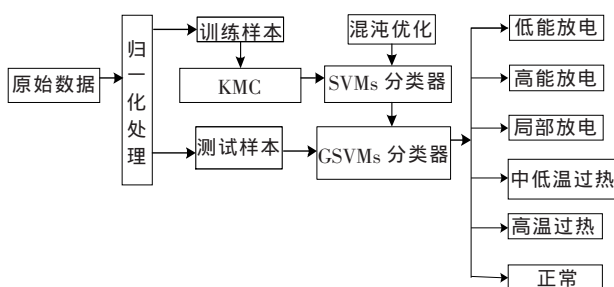 原始数据
归一化处理
训练样本
KMC
测试样本
混沌优化
SVMs 分类器
GSVMs 分类器
低能放电
高能放电
局部放电
中低温过热
高温过热
正常